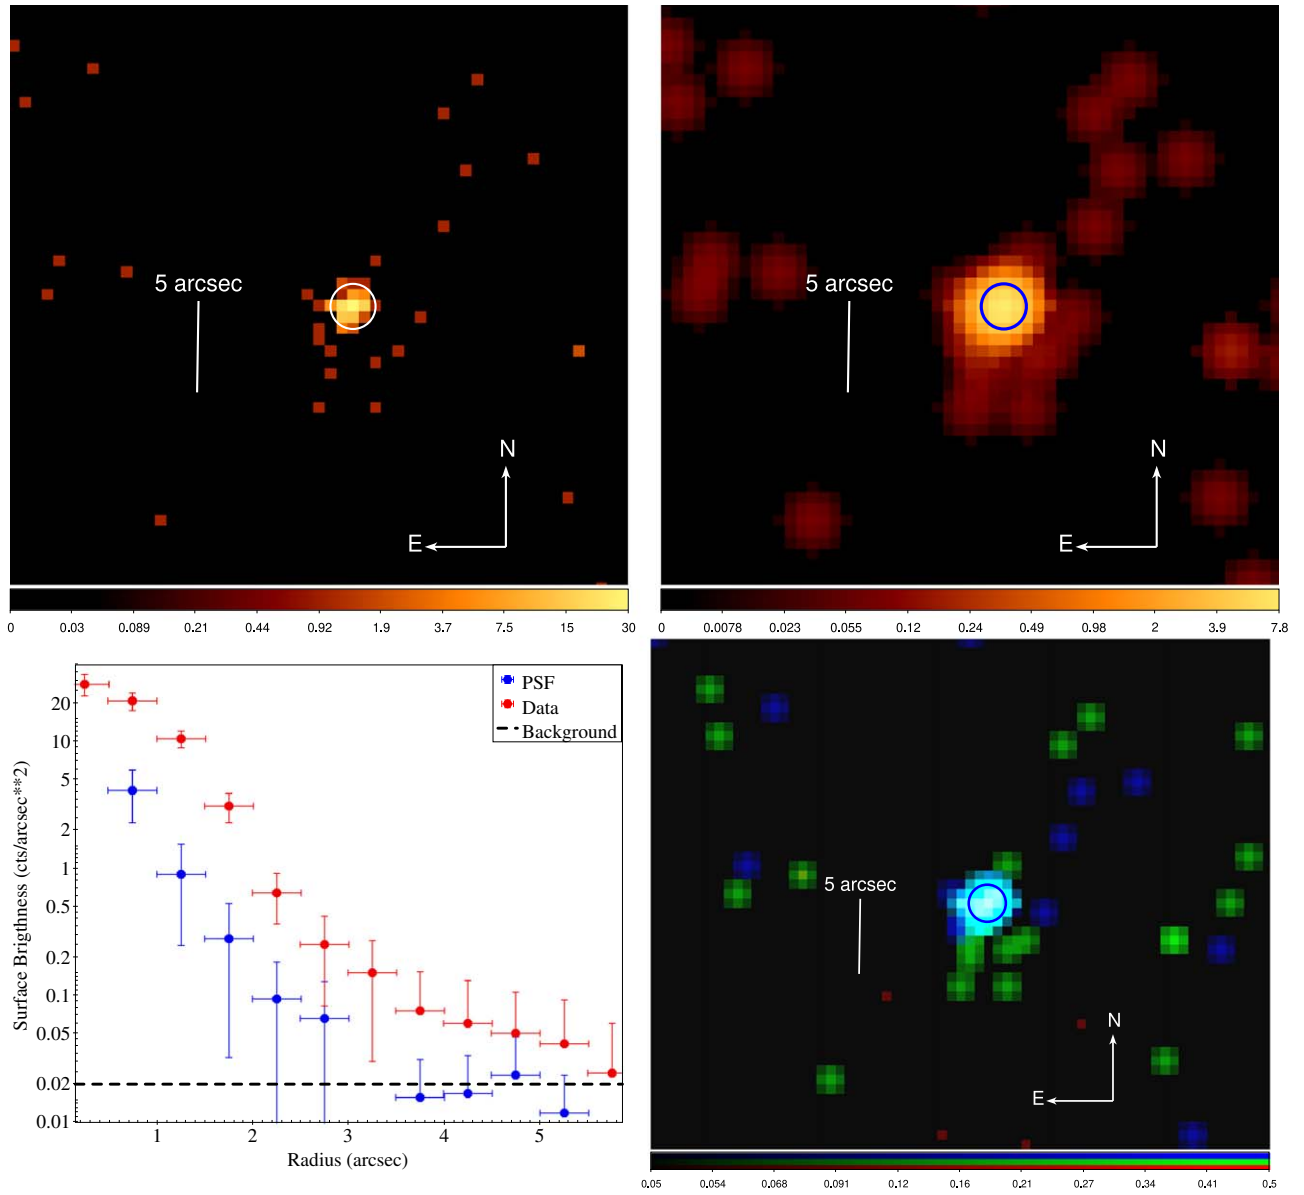 5 arcsec
N
E
0 0.03 0.089 0.21 0.44 0.92 1.9 3.7 7.5 15 30
5 arcsec
N
E
0 0.0078 0.023 0.055 0.12 0.24 0.49 0.98 2 3.9 7.8
Surface Brigthness (cts/arcsec**2)
20
10
5
2
1
0.5
0.2
0.1
0.05
0.02
0.01
PSF
Data
Background
1 2 3 4 5
Radius (arcsec)
5 arcsec
N
E
0.05 0.054 0.068 0.091 0.12 0.16 0.21 0.27 0.34 0.41 0.5